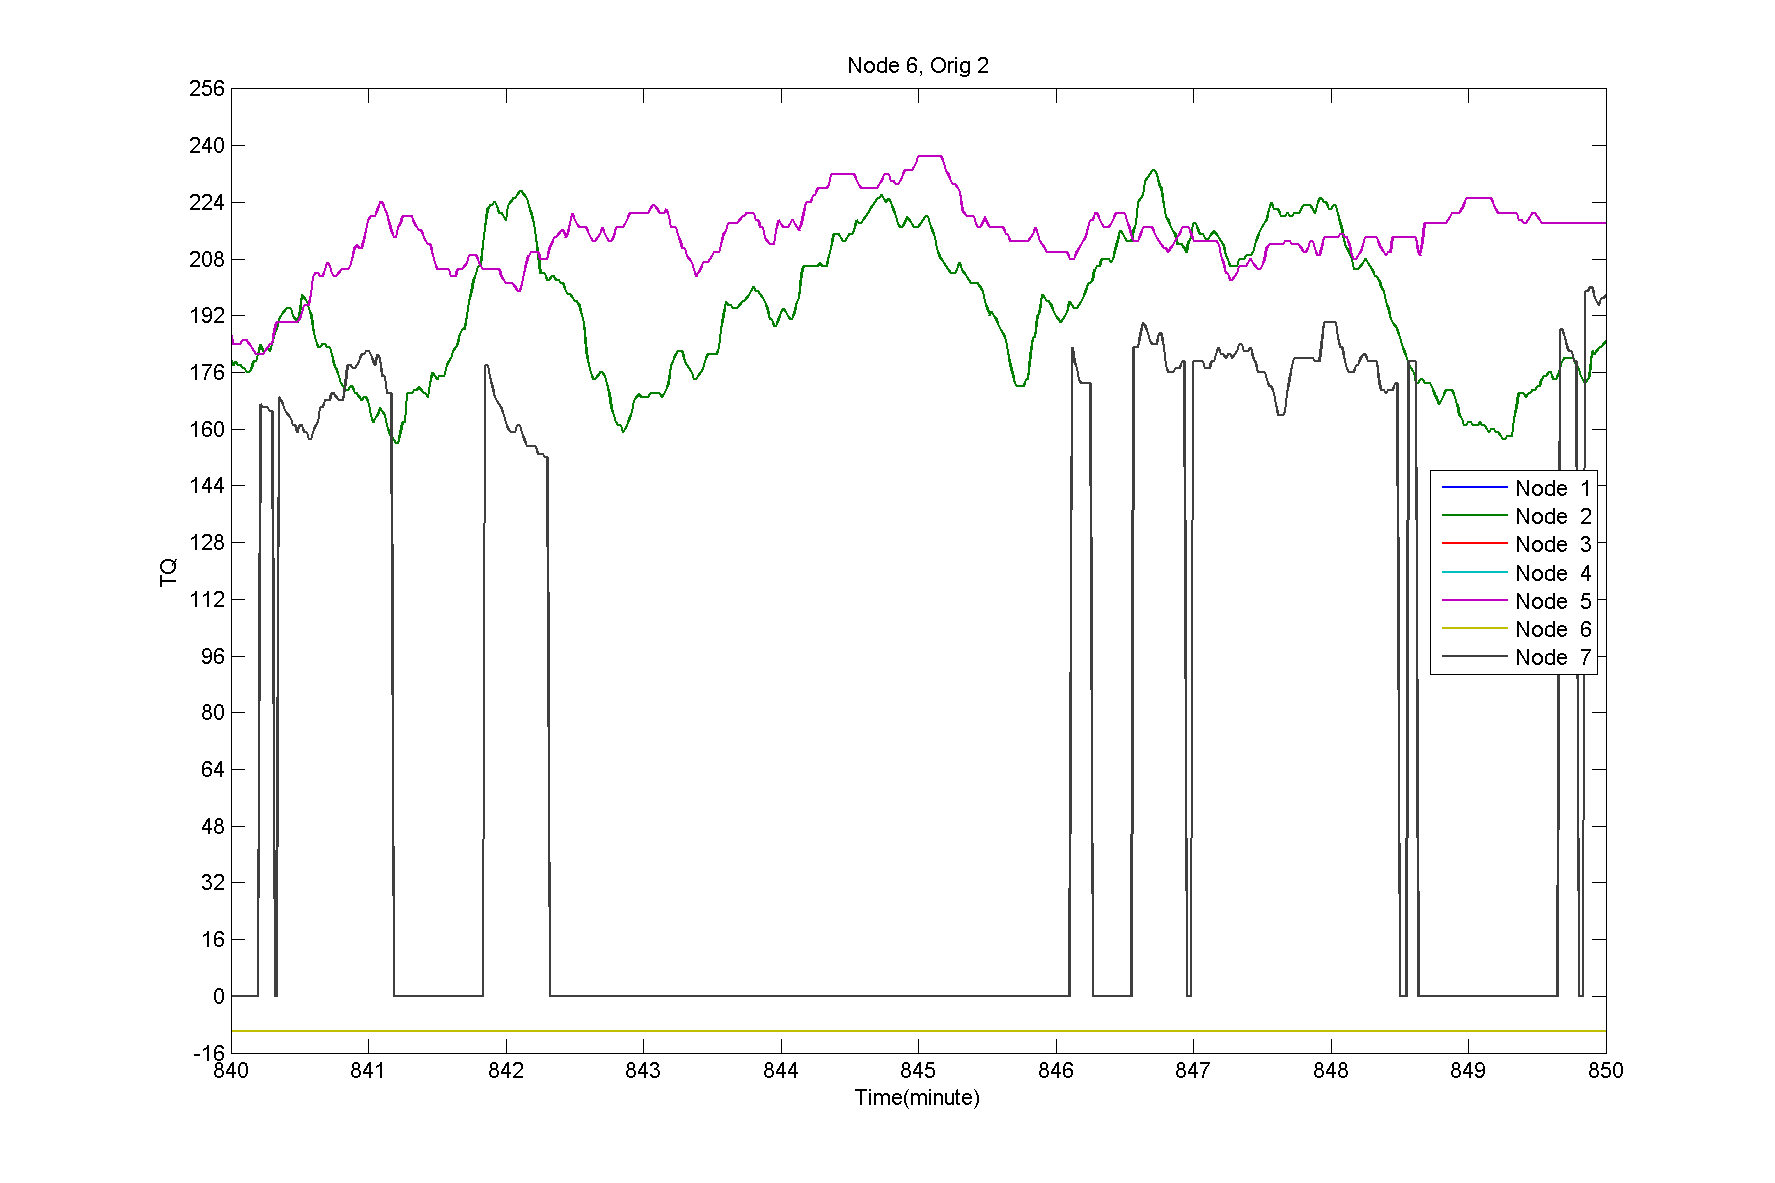 Node 6, Orig 2
256
240
224
208
192
176
160
144
128
112
96
80
64
48
32
16
0
-16
TQ
Node 1
Node 2
Node 3
Node 4
Node 5
Node 6
Node 7
840 841 842 843 844 845 846 847 848 849 850
Time(minute)